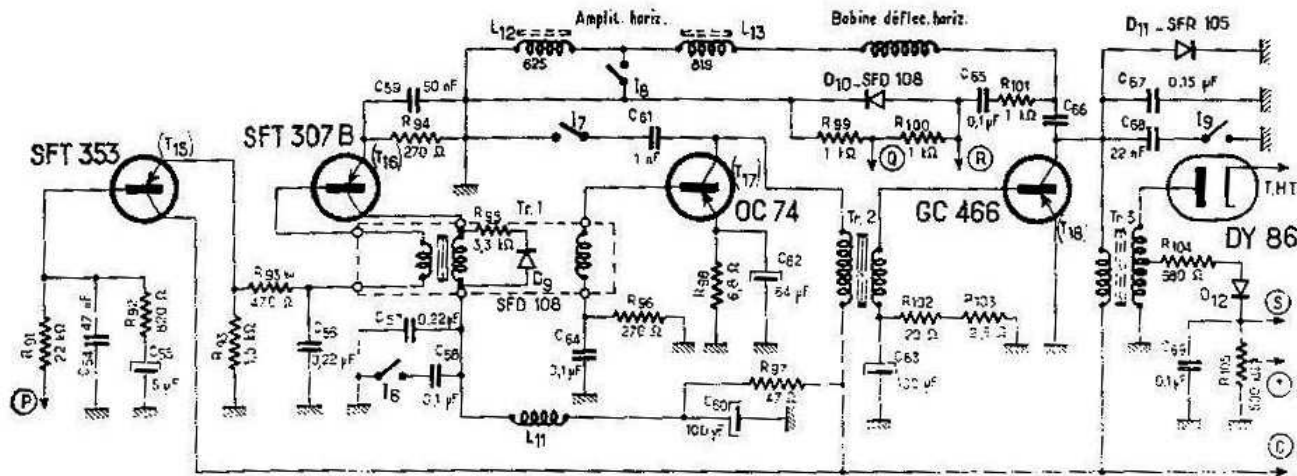 Amplit. horiz.
Bobine déflec. horiz.
D11 _ SFR 105
L12
L13
625
819
C59
50 nF
I8
D10 _ SFD 108
C65
R101
0,1 µF
1 kΩ
C66
C67
0,15 µF
SFT 353
(T15)
SFT 307 B
(T16)
R94
270 Ω
I7
C61
1 nF
R99
1 kΩ
R100
1 kΩ
Q
R
C68
22 nF
I9
(T17)
OC 74
GC 466
(T18)
T.H.T
DY 86
Tr. 1
R95
3,3 kΩ
D9
SFD 108
Tr. 2
Tr. 3
R104
680 Ω
D12
R91
22 kΩ
C54
47 nF
R92
820 Ω
C55
5 µF
R93
470 Ω
R93
1,5 kΩ
C56
0,22 µF
C57
0,22 µF
I6
C58
0,1 µF
C64
0,1 µF
R96
270 Ω
R98
6,8 Ω
C62
64 µF
R102
20 Ω
R103
C63
100 µF
C69
0,1 µF
R105
S
P
L11
R97
C60
100 µF
C